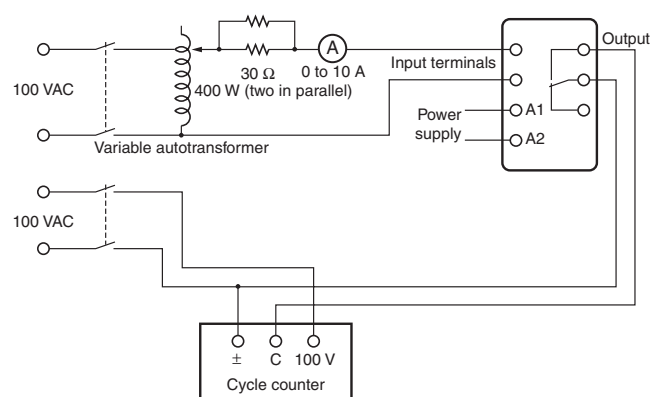 A
Output
30 Ω
0 to 10 A
Input terminals
400 W (two in parallel)
100 VAC
Power
supply
A1
A2
Variable autotransformer
100 VAC
±
C
100 V
Cycle counter